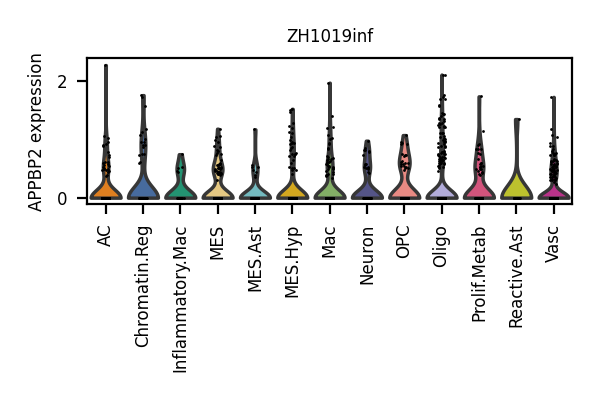 ZH1019inf
APPBP2 expression
2
0
AC
Chromatin.Reg
Inflammatory.Mac
MES
MES.Ast
MES.Hyp
Mac
Neuron
OPC
Oligo
Prolif.Metab
Reactive.Ast
Vasc